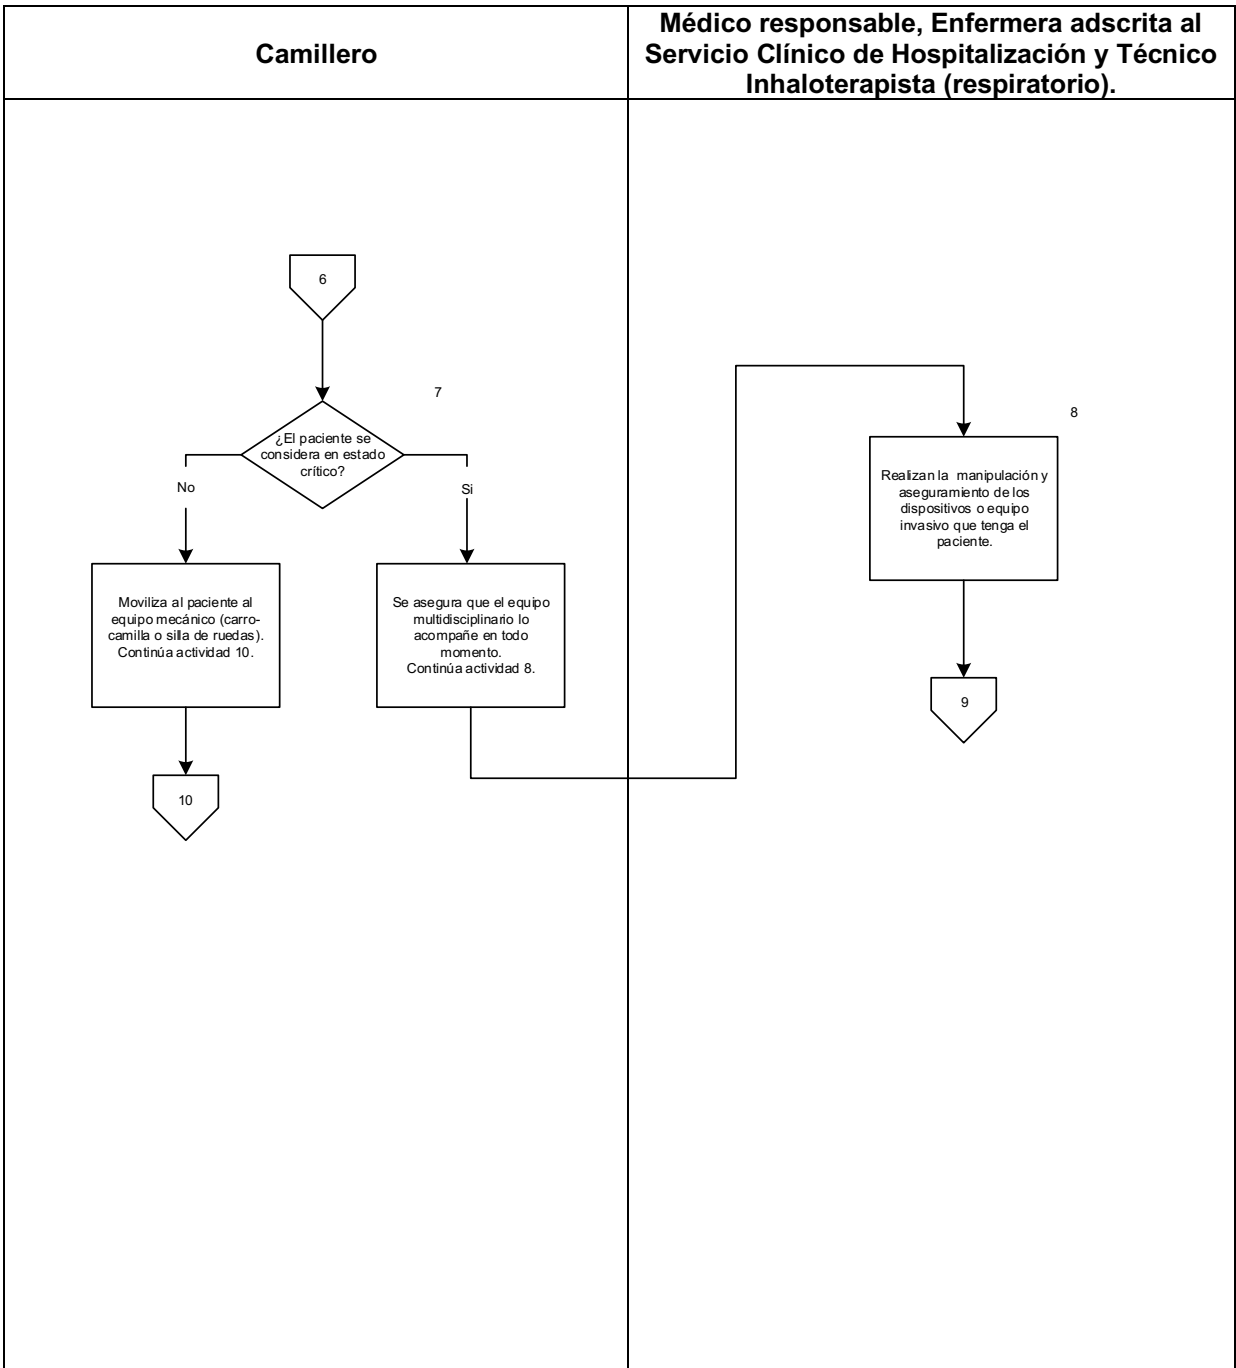 Camillero
Médico responsable, Enfermera adscrita al
Servicio Clínico de Hospitalización y Técnico
Inhaloterapista (respiratorio).
6
7
¿El paciente se
considera en estado
crítico?
No
Si
Moviliza al paciente al
equipo mecánico (carro-
camilla o silla de ruedas).
Continúa actividad 10.
Se asegura que el equipo
multidisciplinario lo
acompañe en todo
momento.
Continúa actividad 8.
10
8
Realizan la manipulación y
aseguramiento de los
dispositivos o equipo
invasivo que tenga el
paciente.
9